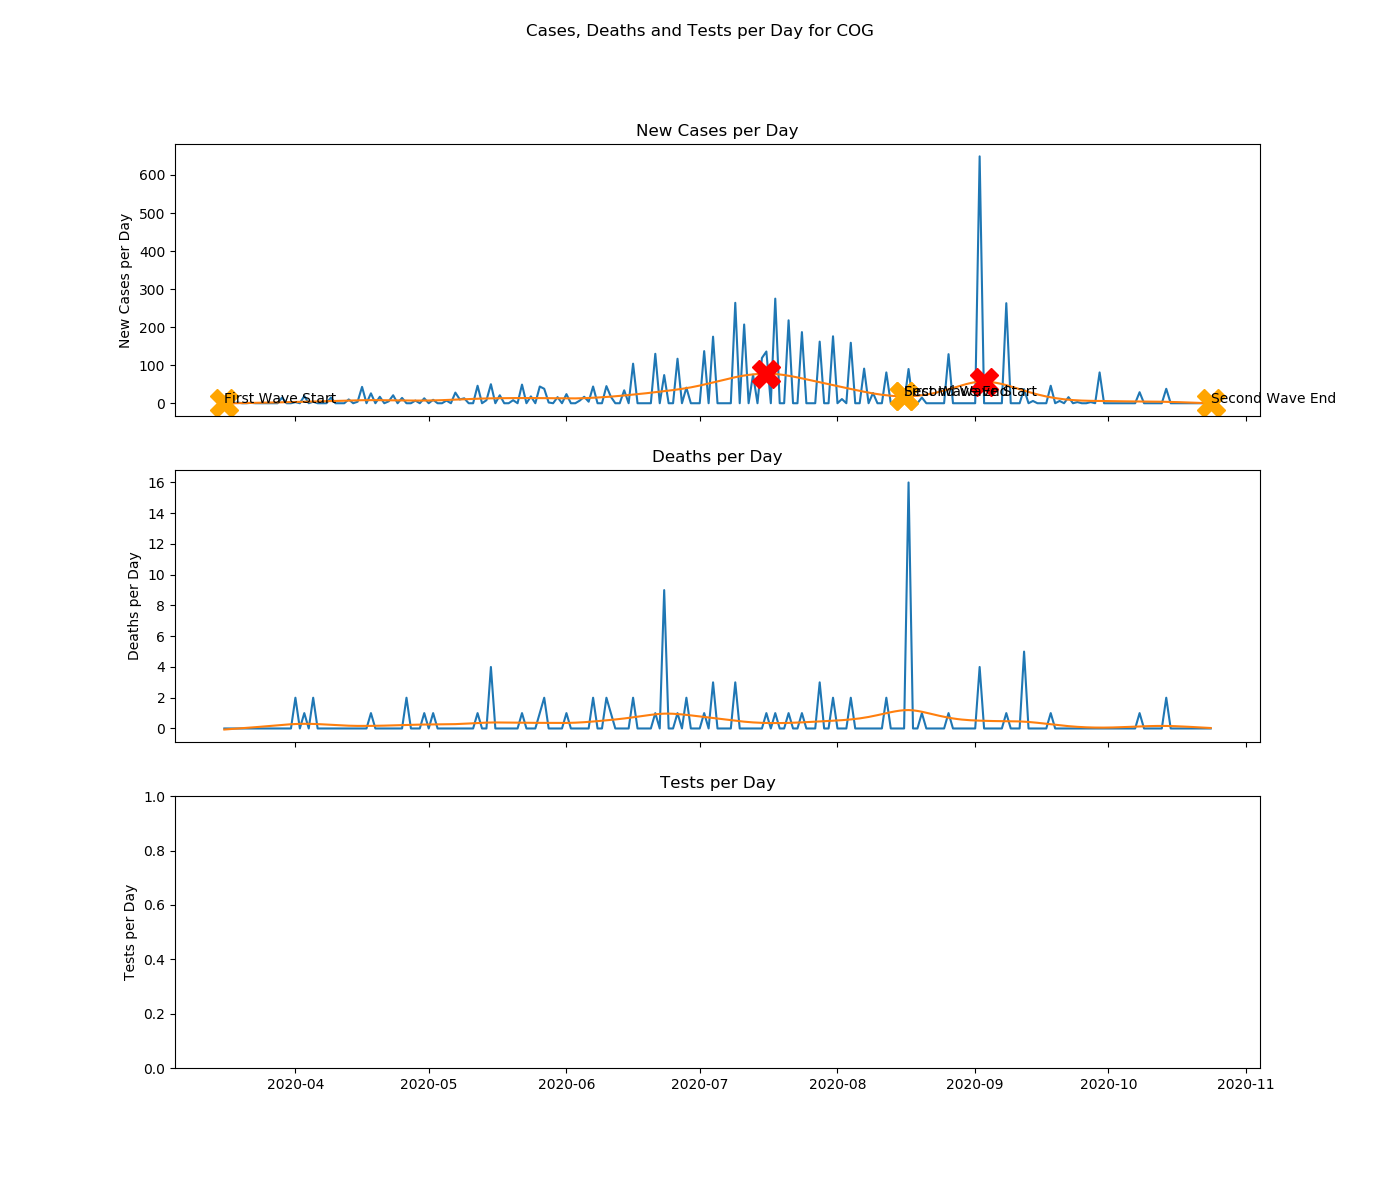 Cases, Deaths and Tests per Day for COG
New Cases per Day
New Cases per Day
600
500
400
300
200
100
0
First Wave Start
First Wave End
Second Wave Start
Second Wave End
Deaths per Day
Deaths per Day
16
14
12
10
8
6
4
2
0
Tests per Day
Tests per Day
1.0
0.8
0.6
0.4
0.2
0.0
2020-04
2020-05
2020-06
2020-07
2020-08
2020-09
2020-10
2020-11